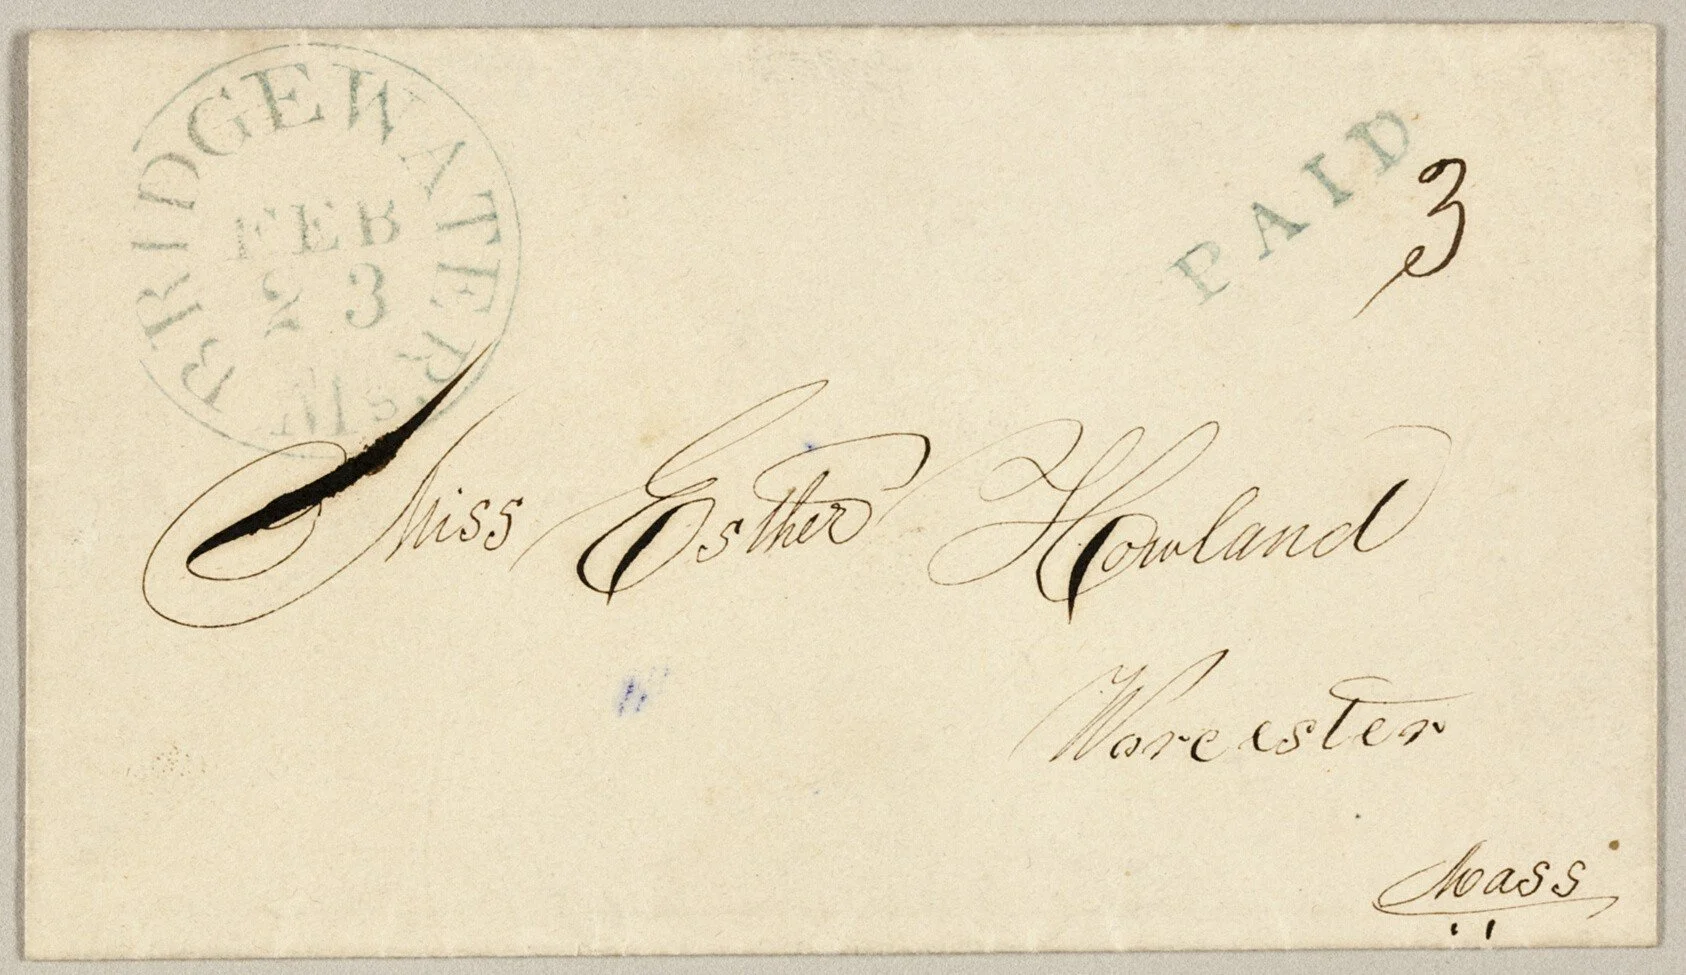 BRIDGEWATER
FEB
23
Ms.
PAID
3
Miss Esther Howland
Worcester
Mass